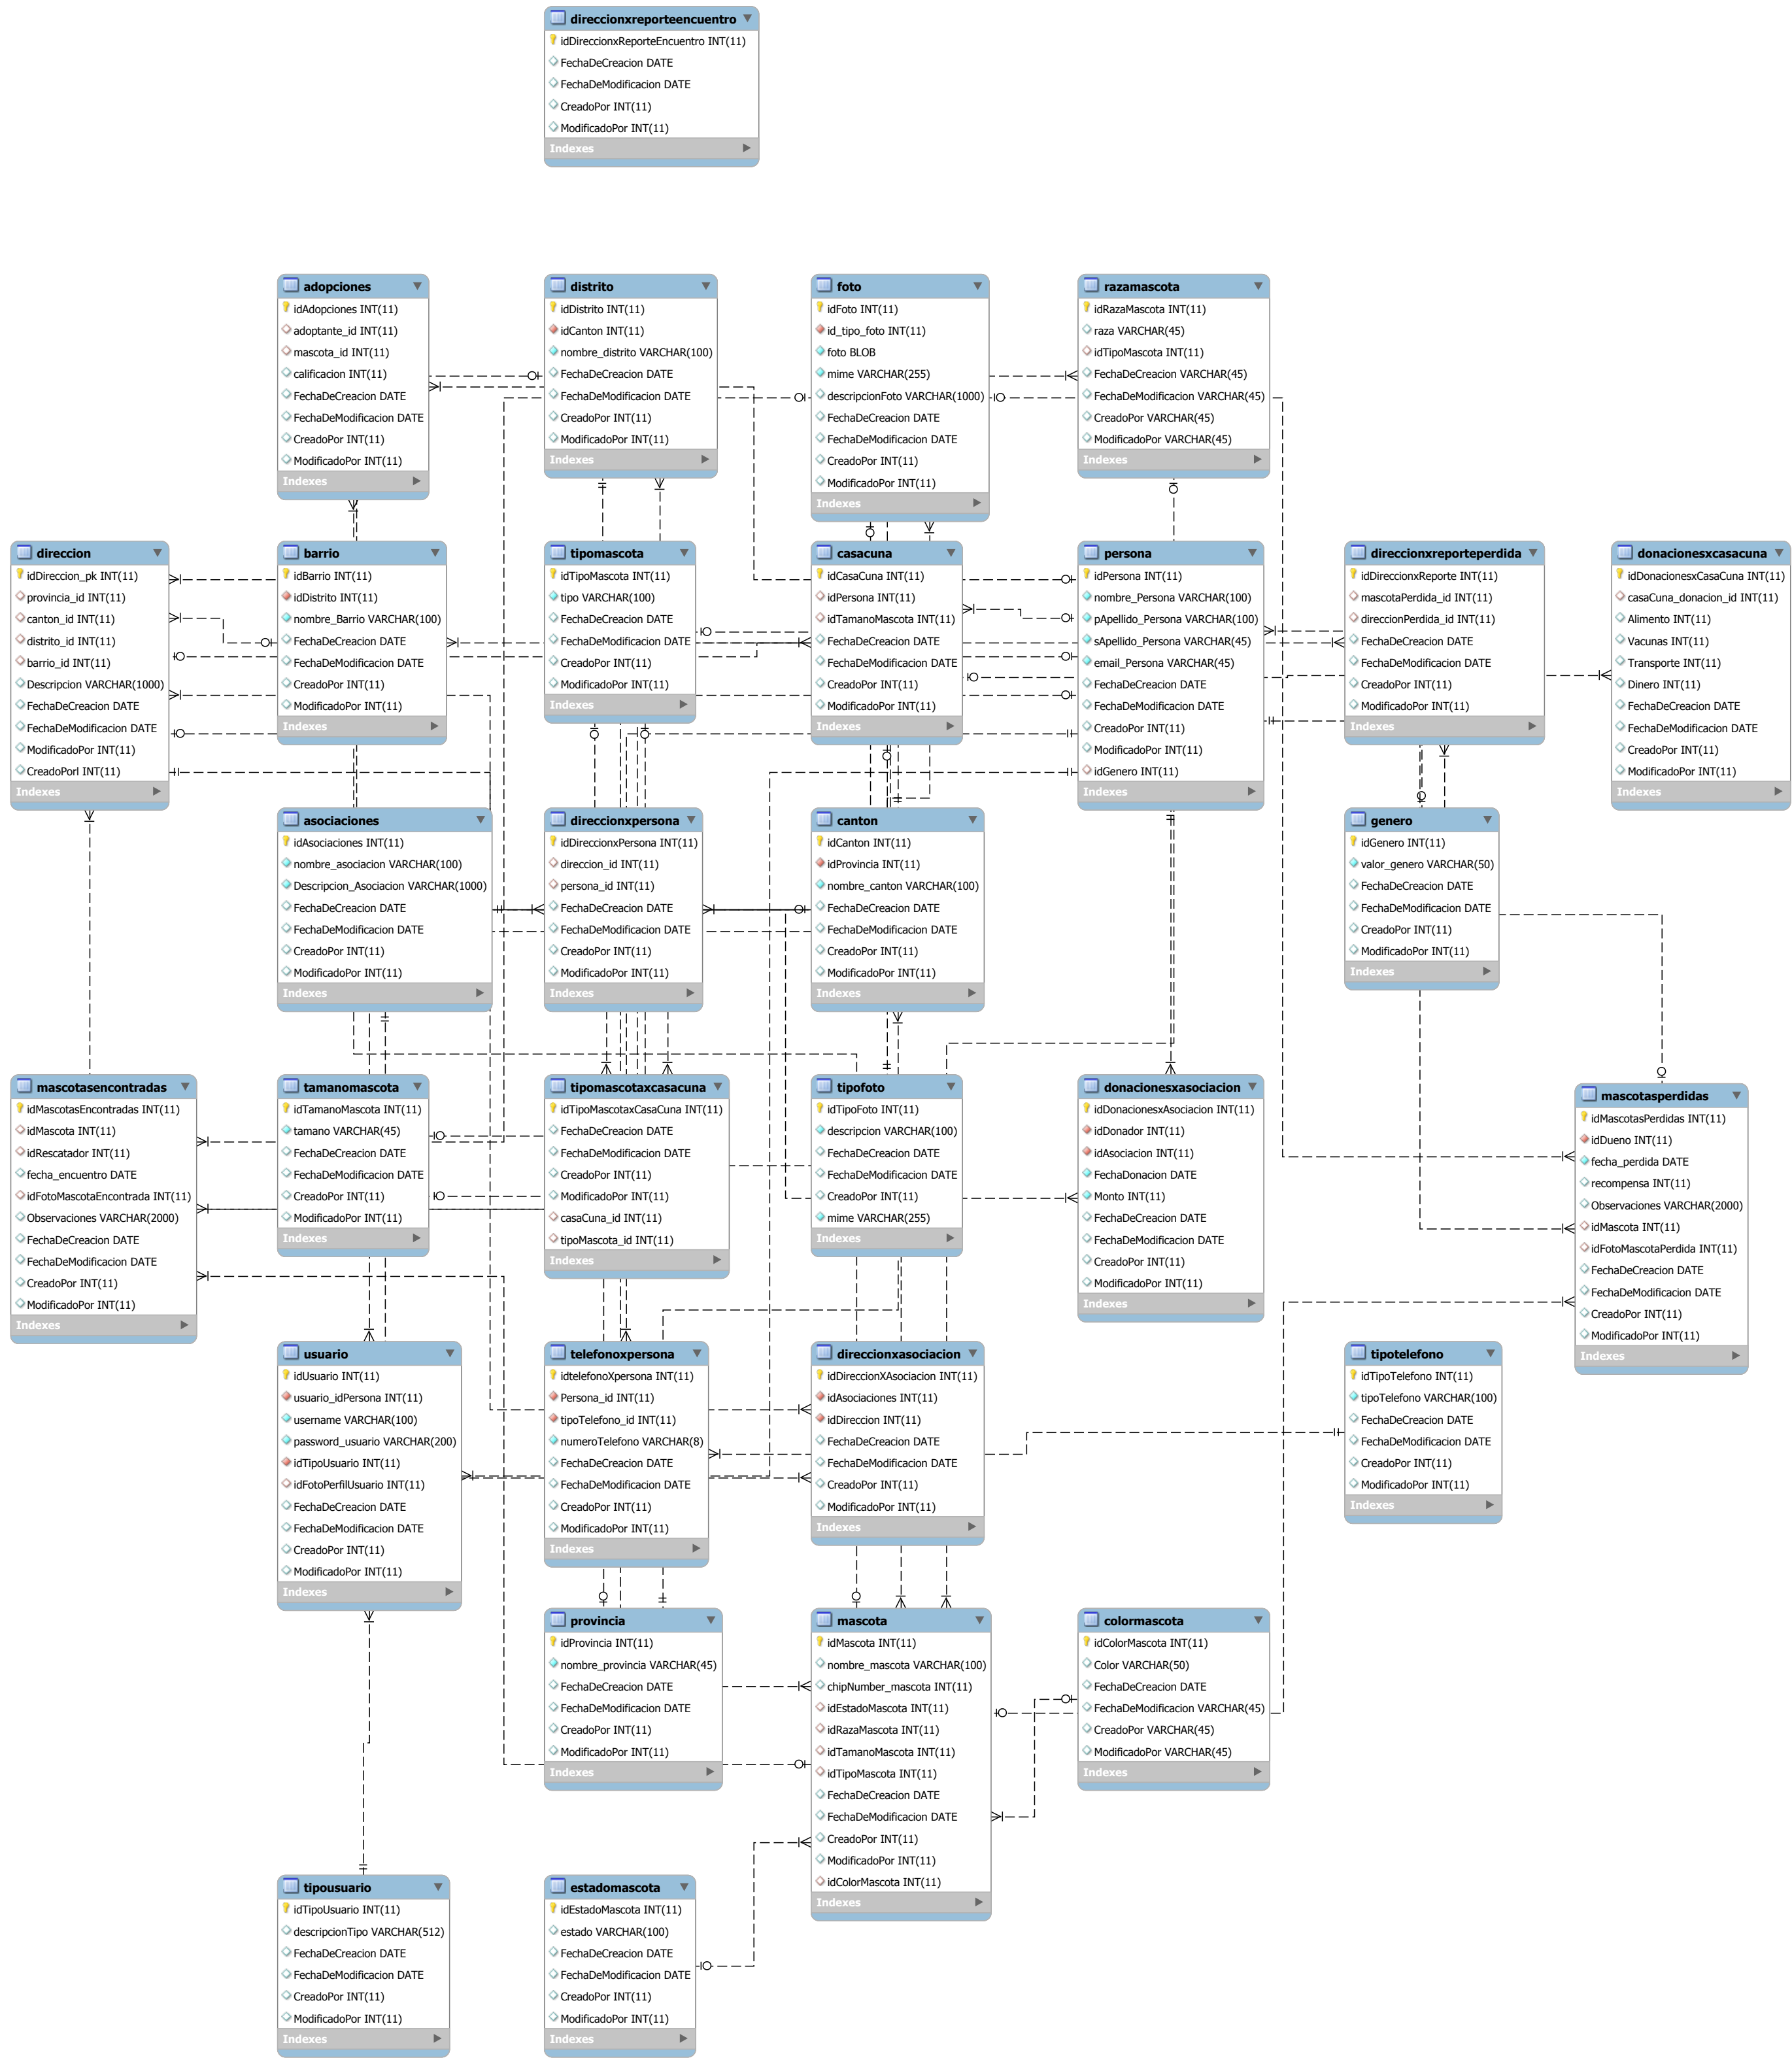 direccionxreporteencuentro
idDireccionxReporteEncuentro INT(11)
FechaDeCreacion DATE
FechaDeModificacion DATE
CreadoPor INT(11)
ModificadoPor INT(11)
Indexes
adopciones
idAdopciones INT(11)
adoptante_id INT(11)
mascota_id INT(11)
calificacion INT(11)
FechaDeCreacion DATE
FechaDeModificacion DATE
CreadoPor INT(11)
ModificadoPor INT(11)
Indexes
distrito
idDistrito INT(11)
idCanton INT(11)
nombre_distrito VARCHAR(100)
FechaDeCreacion DATE
FechaDeModificacion DATE
CreadoPor INT(11)
ModificadoPor INT(11)
Indexes
foto
idFoto INT(11)
id_tipo_foto INT(11)
foto BLOB
mime VARCHAR(255)
descripcionFoto VARCHAR(1000)
FechaDeCreacion DATE
FechaDeModificacion DATE
CreadoPor INT(11)
ModificadoPor INT(11)
Indexes
razamascota
idRazaMascota INT(11)
raza VARCHAR(45)
idTipoMascota INT(11)
FechaDeCreacion VARCHAR(45)
FechaDeModificacion VARCHAR(45)
CreadoPor VARCHAR(45)
ModificadoPor VARCHAR(45)
Indexes
direccion
idDireccion_pk INT(11)
provincia_id INT(11)
canton_id INT(11)
distrito_id INT(11)
barrio_id INT(11)
Descripcion VARCHAR(1000)
FechaDeCreacion DATE
FechaDeModificacion DATE
ModificadoPor INT(11)
CreadoPorl INT(11)
Indexes
barrio
idBarrio INT(11)
idDistrito INT(11)
nombre_Barrio VARCHAR(100)
FechaDeCreacion DATE
FechaDeModificacion DATE
CreadoPor INT(11)
ModificadoPor INT(11)
Indexes
tipomascota
idTipoMascota INT(11)
tipo VARCHAR(100)
FechaDeCreacion DATE
FechaDeModificacion DATE
CreadoPor INT(11)
ModificadoPor INT(11)
Indexes
casacuna
idCasaCuna INT(11)
idPersona INT(11)
idTamanoMascota INT(11)
FechaDeCreacion DATE
FechaDeModificacion DATE
CreadoPor INT(11)
ModificadoPor INT(11)
Indexes
persona
idPersona INT(11)
nombre_Persona VARCHAR(100)
pApellido_Persona VARCHAR(100)
sApellido_Persona VARCHAR(45)
email_Persona VARCHAR(45)
FechaDeCreacion DATE
FechaDeModificacion DATE
CreadoPor INT(11)
ModificadoPor INT(11)
idGenero INT(11)
Indexes
direccionxreporteperdida
idDireccionxReporte INT(11)
mascotaPerdida_id INT(11)
direccionPerdida_id INT(11)
FechaDeCreacion DATE
FechaDeModificacion DATE
CreadoPor INT(11)
ModificadoPor INT(11)
Indexes
donacionesxcasacuna
idDonacionesxCasaCuna INT(11)
casaCuna_donacion_id INT(11)
Alimento INT(11)
Vacunas INT(11)
Transporte INT(11)
Dinero INT(11)
FechaDeCreacion DATE
FechaDeModificacion DATE
CreadoPor INT(11)
ModificadoPor INT(11)
Indexes
asociaciones
idAsociaciones INT(11)
nombre_asociacion VARCHAR(100)
Descripcion_Asociacion VARCHAR(1000)
FechaDeCreacion DATE
FechaDeModificacion DATE
CreadoPor INT(11)
ModificadoPor INT(11)
Indexes
direccionxpersona
idDireccionxPersona INT(11)
direccion_id INT(11)
persona_id INT(11)
FechaDeCreacion DATE
FechaDeModificacion DATE
CreadoPor INT(11)
ModificadoPor INT(11)
Indexes
canton
idCanton INT(11)
idProvincia INT(11)
nombre_canton VARCHAR(100)
FechaDeCreacion DATE
FechaDeModificacion DATE
CreadoPor INT(11)
ModificadoPor INT(11)
Indexes
genero
idGenero INT(11)
valor_genero VARCHAR(50)
FechaDeCreacion DATE
FechaDeModificacion DATE
CreadoPor INT(11)
ModificadoPor INT(11)
Indexes
mascotasencontradas
idMascotasEncontradas INT(11)
idMascota INT(11)
idRescatador INT(11)
fecha_encuentro DATE
idFotoMascotaEncontrada INT(11)
Observaciones VARCHAR(2000)
FechaDeCreacion DATE
FechaDeModificacion DATE
CreadoPor INT(11)
ModificadoPor INT(11)
Indexes
tamanomascota
idTamanoMascota INT(11)
tamano VARCHAR(45)
FechaDeCreacion DATE
FechaDeModificacion DATE
CreadoPor INT(11)
ModificadoPor INT(11)
Indexes
tipomascotaxcasacuna
idTipoMascotaxCasaCuna INT(11)
FechaDeCreacion DATE
FechaDeModificacion DATE
CreadoPor INT(11)
ModificadoPor INT(11)
casaCuna_id INT(11)
tipoMascota_id INT(11)
Indexes
tipofoto
idTipoFoto INT(11)
descripcion VARCHAR(100)
FechaDeCreacion DATE
FechaDeModificacion DATE
CreadoPor INT(11)
mime VARCHAR(255)
Indexes
donacionesxasociacion
idDonacionesxAsociacion INT(11)
idDonador INT(11)
idAsociacion INT(11)
FechaDonacion DATE
Monto INT(11)
FechaDeCreacion DATE
FechaDeModificacion DATE
CreadoPor INT(11)
ModificadoPor INT(11)
Indexes
mascotasperdidas
idMascotasPerdidas INT(11)
idDueno INT(11)
fecha_perdida DATE
recompensa INT(11)
Observaciones VARCHAR(2000)
idMascota INT(11)
idFotoMascotaPerdida INT(11)
FechaDeCreacion DATE
FechaDeModificacion DATE
CreadoPor INT(11)
ModificadoPor INT(11)
Indexes
usuario
idUsuario INT(11)
usuario_idPersona INT(11)
username VARCHAR(100)
password_usuario VARCHAR(200)
idTipoUsuario INT(11)
idFotoPerfilUsuario INT(11)
FechaDeCreacion DATE
FechaDeModificacion DATE
CreadoPor INT(11)
ModificadoPor INT(11)
Indexes
telefonoxpersona
idtelefonoXpersona INT(11)
Persona_id INT(11)
tipoTelefono_id INT(11)
numeroTelefono VARCHAR(8)
FechaDeCreacion DATE
FechaDeModificacion DATE
CreadoPor INT(11)
ModificadoPor INT(11)
Indexes
direccionxasociacion
idDireccionXAsociacion INT(11)
idAsociaciones INT(11)
idDireccion INT(11)
FechaDeCreacion DATE
FechaDeModificacion DATE
CreadoPor INT(11)
ModificadoPor INT(11)
Indexes
tipotelefono
idTipoTelefono INT(11)
tipoTelefono VARCHAR(100)
FechaDeCreacion DATE
FechaDeModificacion DATE
CreadoPor INT(11)
ModificadoPor INT(11)
Indexes
provincia
idProvincia INT(11)
nombre_provincia VARCHAR(45)
FechaDeCreacion DATE
FechaDeModificacion DATE
CreadoPor INT(11)
ModificadoPor INT(11)
Indexes
mascota
idMascota INT(11)
nombre_mascota VARCHAR(100)
chipNumber_mascota INT(11)
idEstadoMascota INT(11)
idRazaMascota INT(11)
idTamanoMascota INT(11)
idTipoMascota INT(11)
FechaDeCreacion DATE
FechaDeModificacion DATE
CreadoPor INT(11)
ModificadoPor INT(11)
idColorMascota INT(11)
Indexes
colormascota
idColorMascota INT(11)
Color VARCHAR(50)
FechaDeCreacion DATE
FechaDeModificacion VARCHAR(45)
CreadoPor VARCHAR(45)
ModificadoPor VARCHAR(45)
Indexes
tipousuario
idTipoUsuario INT(11)
descripcionTipo VARCHAR(512)
FechaDeCreacion DATE
FechaDeModificacion DATE
CreadoPor INT(11)
ModificadoPor INT(11)
Indexes
estadomascota
idEstadoMascota INT(11)
estado VARCHAR(100)
FechaDeCreacion DATE
FechaDeModificacion DATE
CreadoPor INT(11)
ModificadoPor INT(11)
Indexes